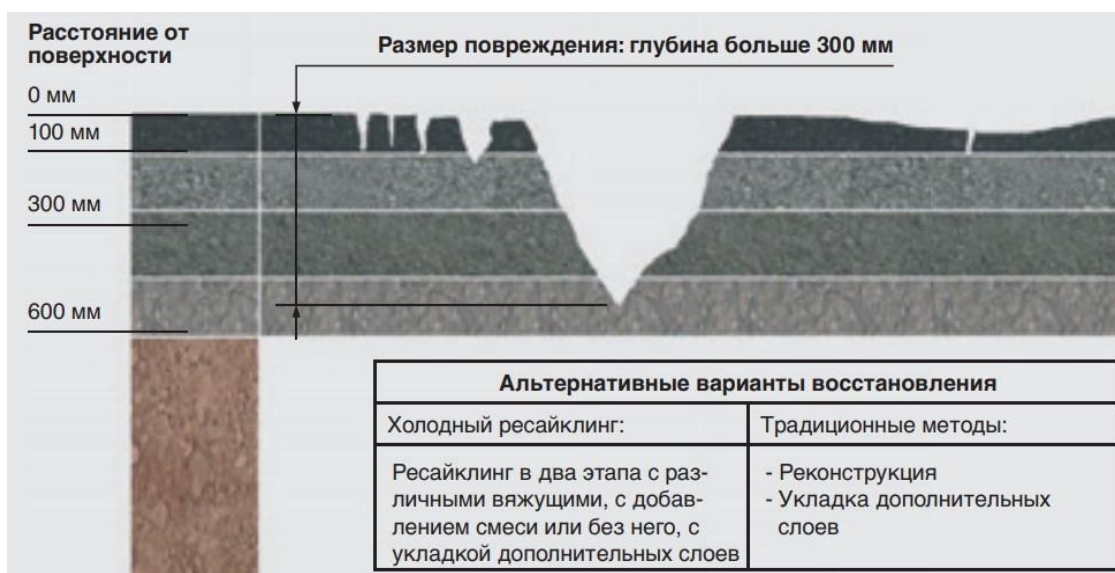 Расстояние от
поверхности
Размер повреждения: глубина больше 300 мм
0 мм
100 мм
300 мм
600 мм
Альтернативные варианты восстановления
Холодный ресайклинг:
Ресайклинг в два этапа с раз-
личными вяжущими, с добав-
лением смеси или без него, с
укладкой дополнительных слоев
Традиционные методы:
- Реконструкция
- Укладка дополнительных
слоев